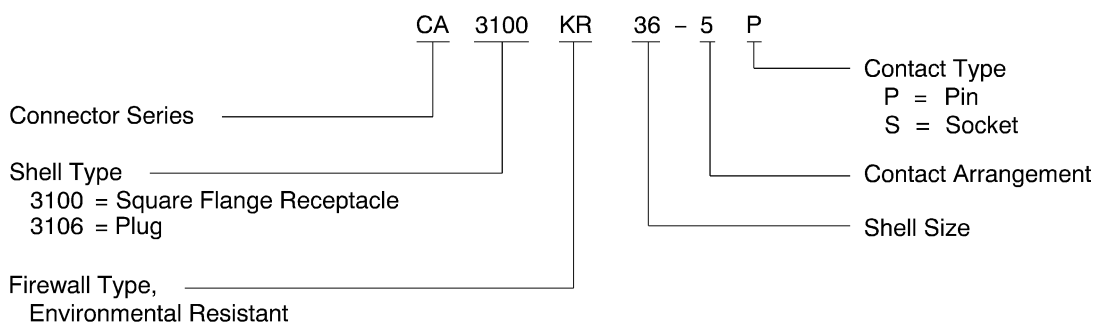 CA 3100 KR 36 – 5 P
Contact Type
P = Pin
S = Socket
Connector Series
Shell Type
3100 = Square Flange Receptacle
3106 = Plug
Contact Arrangement
Shell Size
Firewall Type,
Environmental Resistant